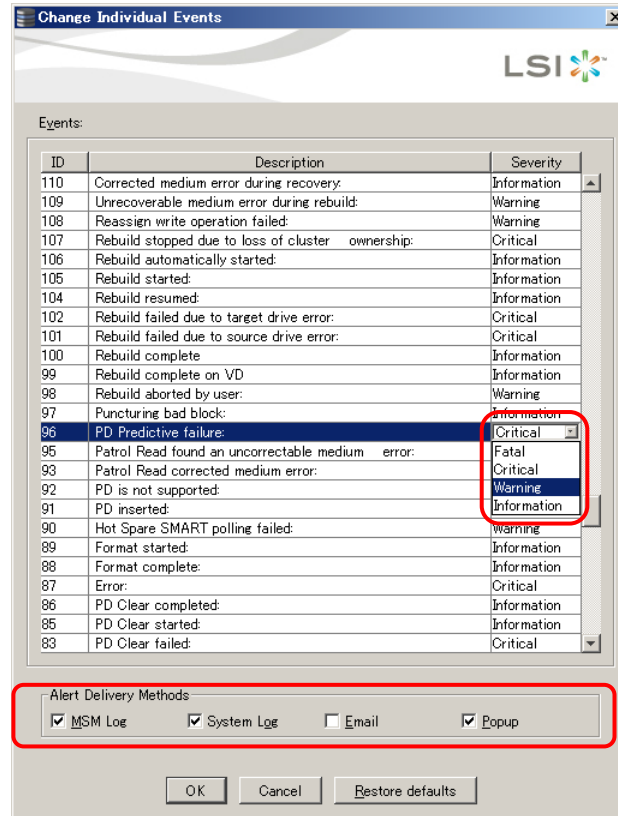 Change Individual Events
LSI
Events:
ID Description Severity
110 Corrected medium error during recovery: Information
109 Unrecoverable medium error during rebuild: Warning
108 Reassign write operation failed: Warning
107 Rebuild stopped due to loss of cluster ownership: Critical
106 Rebuild automatically started: Information
105 Rebuild started: Information
104 Rebuild resumed: Information
102 Rebuild failed due to target drive error: Critical
101 Rebuild failed due to source drive error: Critical
100 Rebuild complete Information
99 Rebuild complete on VD Information
98 Rebuild aborted by user: Warning
97 Puncturing bad block: Information
96 PD Predictive failure: Critical
95 Patrol Read found an uncorrectable medium error: Fatal
93 Patrol Read corrected medium error: Critical
92 PD is not supported: Warning
91 PD inserted: Information
90 Hot Spare SMART polling failed: Warning
89 Format started: Information
88 Format complete: Information
87 Error: Critical
86 PD Clear completed: Information
85 PD Clear started: Information
83 PD Clear failed: Critical
Alert Delivery Methods
MSM Log System Log Email Popup
OK Cancel Restore defaults